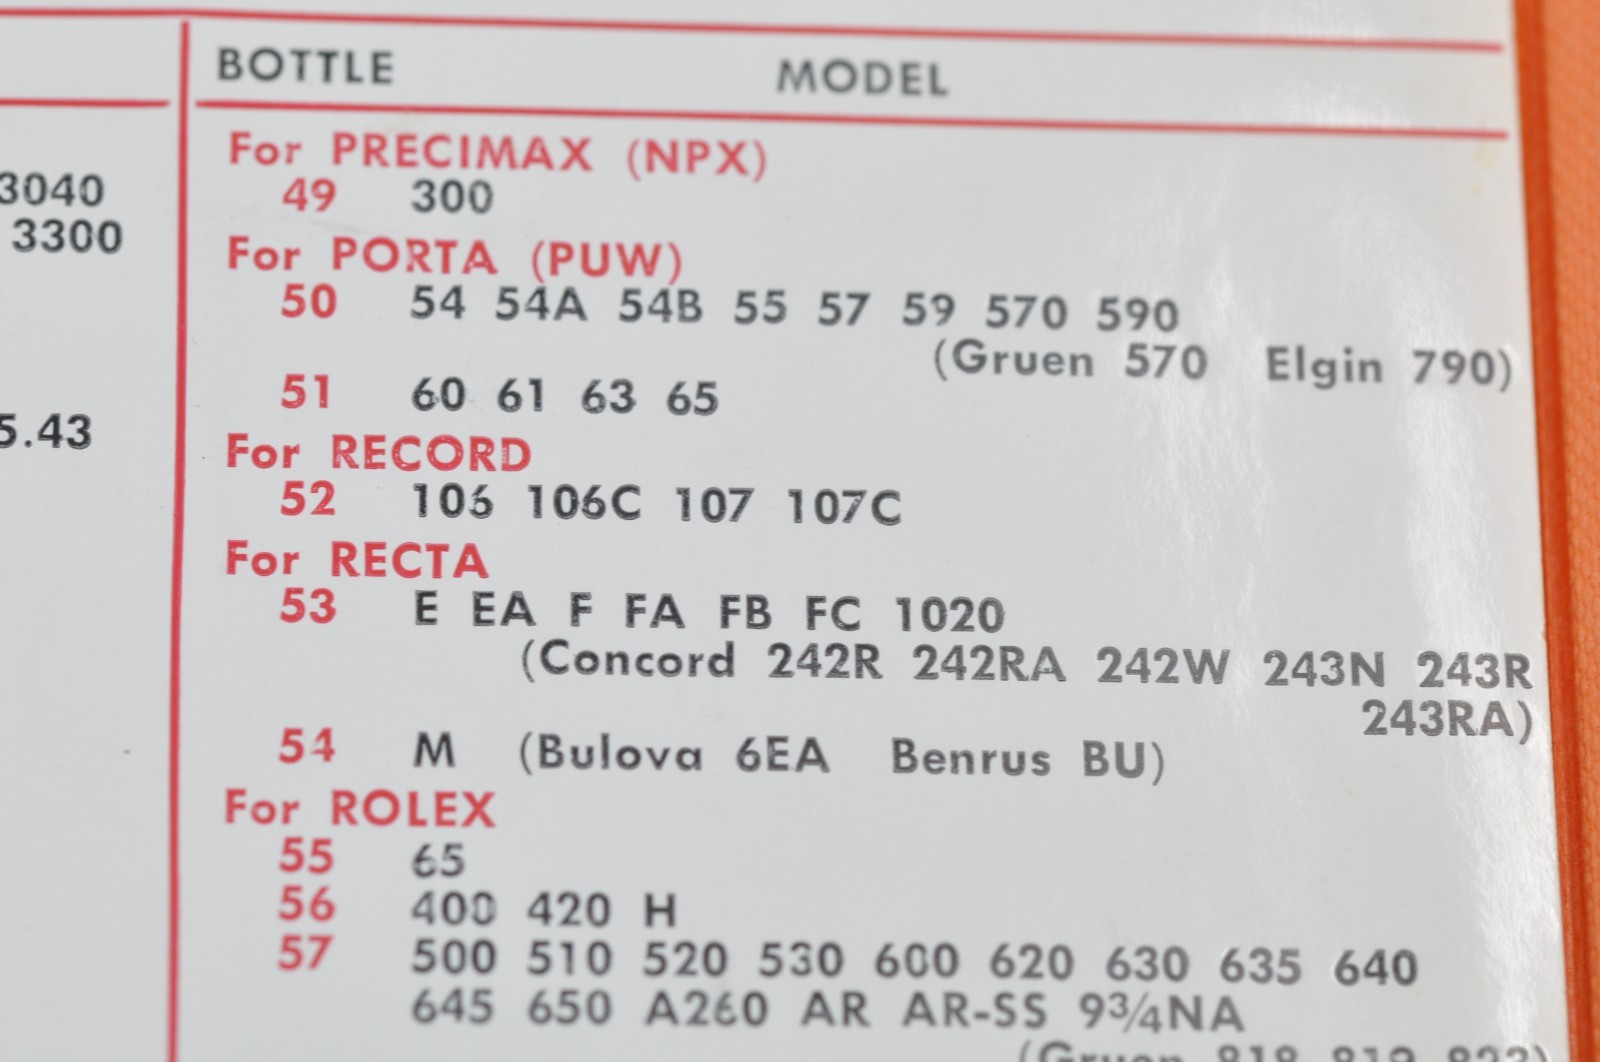 BOTTLE MODEL
3040
3300
5.43
For PRECIMAX (NPX)
49 300
For PORTA (PUW)
50 54 54A 54B 55 57 59 570 590
(Gruen 570 Elgin 790)
51 60 61 63 65
For RECORD
52 106 106C 107 107C
For RECTA
53 E EA F FA FB FC 1020
(Concord 242R 242RA 242W 243N 243R
243RA)
54 M (Bulova 6EA Benrus BU)
For ROLEX
55 65
56 400 420 H
57 500 510 520 530 600 620 630 635 640
645 650 A260 AR AR-SS 9¾NA
(Gruen 818 819